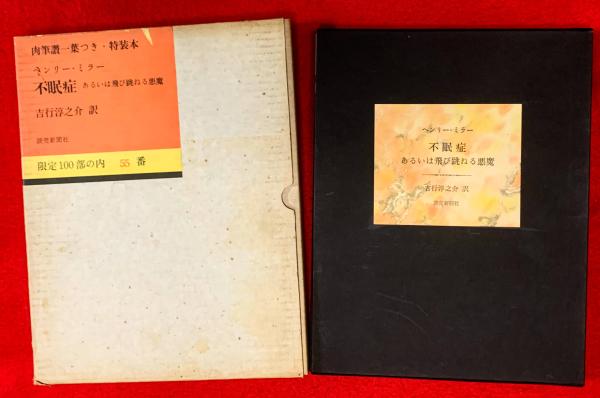 肉筆讃一葉つき・特装本
ヘンリー・ミラー
不眠症 あるいは飛び跳ねる悪魔
吉行淳之介 訳
読売新聞社
限定100部の内 55 番
ヘンリー・ミラー
不眠症
あるいは飛び跳ねる悪魔
吉行淳之介 訳
読売新聞社